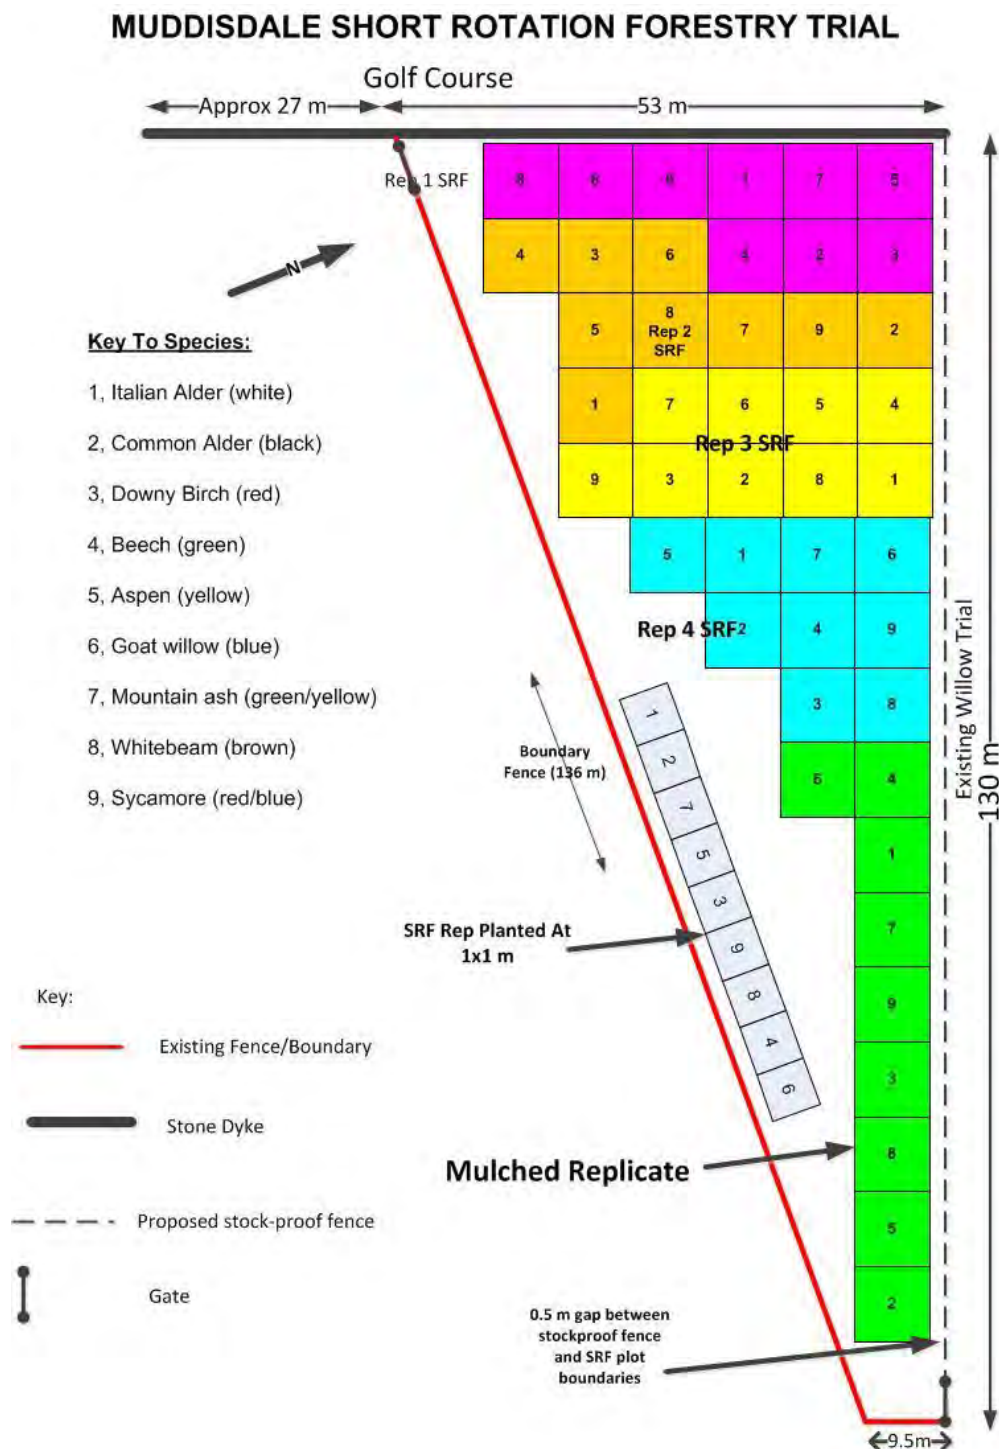 MUDDISDALE SHORT ROTATION FORESTRY TRIAL
Golf Course
Approx 27 m
53 m
Rep 1 SRF
8 1 7 5
4 3 6 4 2 3
N
5 8 7 9 2
Rep 2
SRF
Key To Species:
1, Italian Alder (white)
2, Common Alder (black)
3, Downy Birch (red)
4, Beech (green)
5, Aspen (yellow)
6, Goat willow (blue)
7, Mountain ash (green/yellow)
8, Whitebeam (brown)
9, Sycamore (red/blue)
1 7 6 5 4
Rep 3 SRF
9 3 2 8 1
5 1 7 6
Rep 4 SRF
2 4 9
3 8
6 4
1
7
9
3
8
5
2
Existing Willow Trial
130 m
Boundary
Fence (136 m)
1
2
7
5
3
9
8
4
6
SRF Rep Planted At
1x1 m
Mulched Replicate
Key:
Existing Fence/Boundary
Stone Dyke
Proposed stock-proof fence
Gate
0.5 m gap between
stockproof fence
and SRF plot
boundaries
9.5m